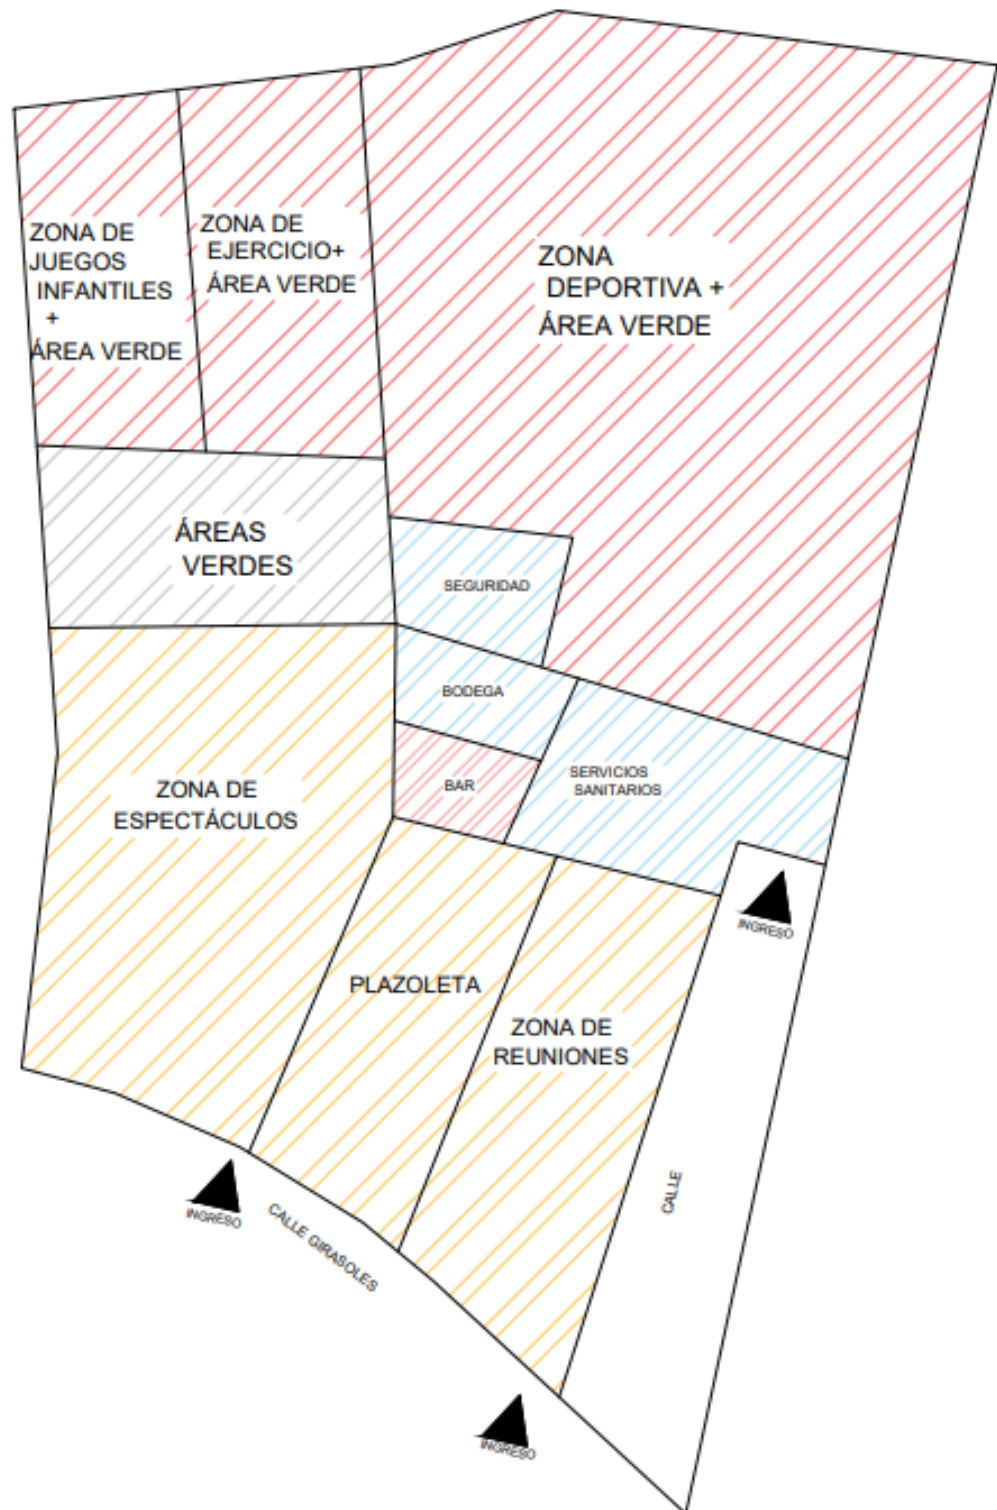 ZONA DE
JUEGOS
INFANTILES
+
ÁREA VERDE
ZONA DE
EJERCICIO+
ÁREA VERDE
ZONA
DEPORTIVA +
ÁREA VERDE
ÁREAS
VERDES
SEGURIDAD
BODEGA
BAR
SERVICIOS
SANITARIOS
ZONA DE
ESPECTÁCULOS
INGRESO
PLAZOLETA
ZONA DE
REUNIONES
CALLE
INGRESO
CALLE GIRASOLES
INGRESO